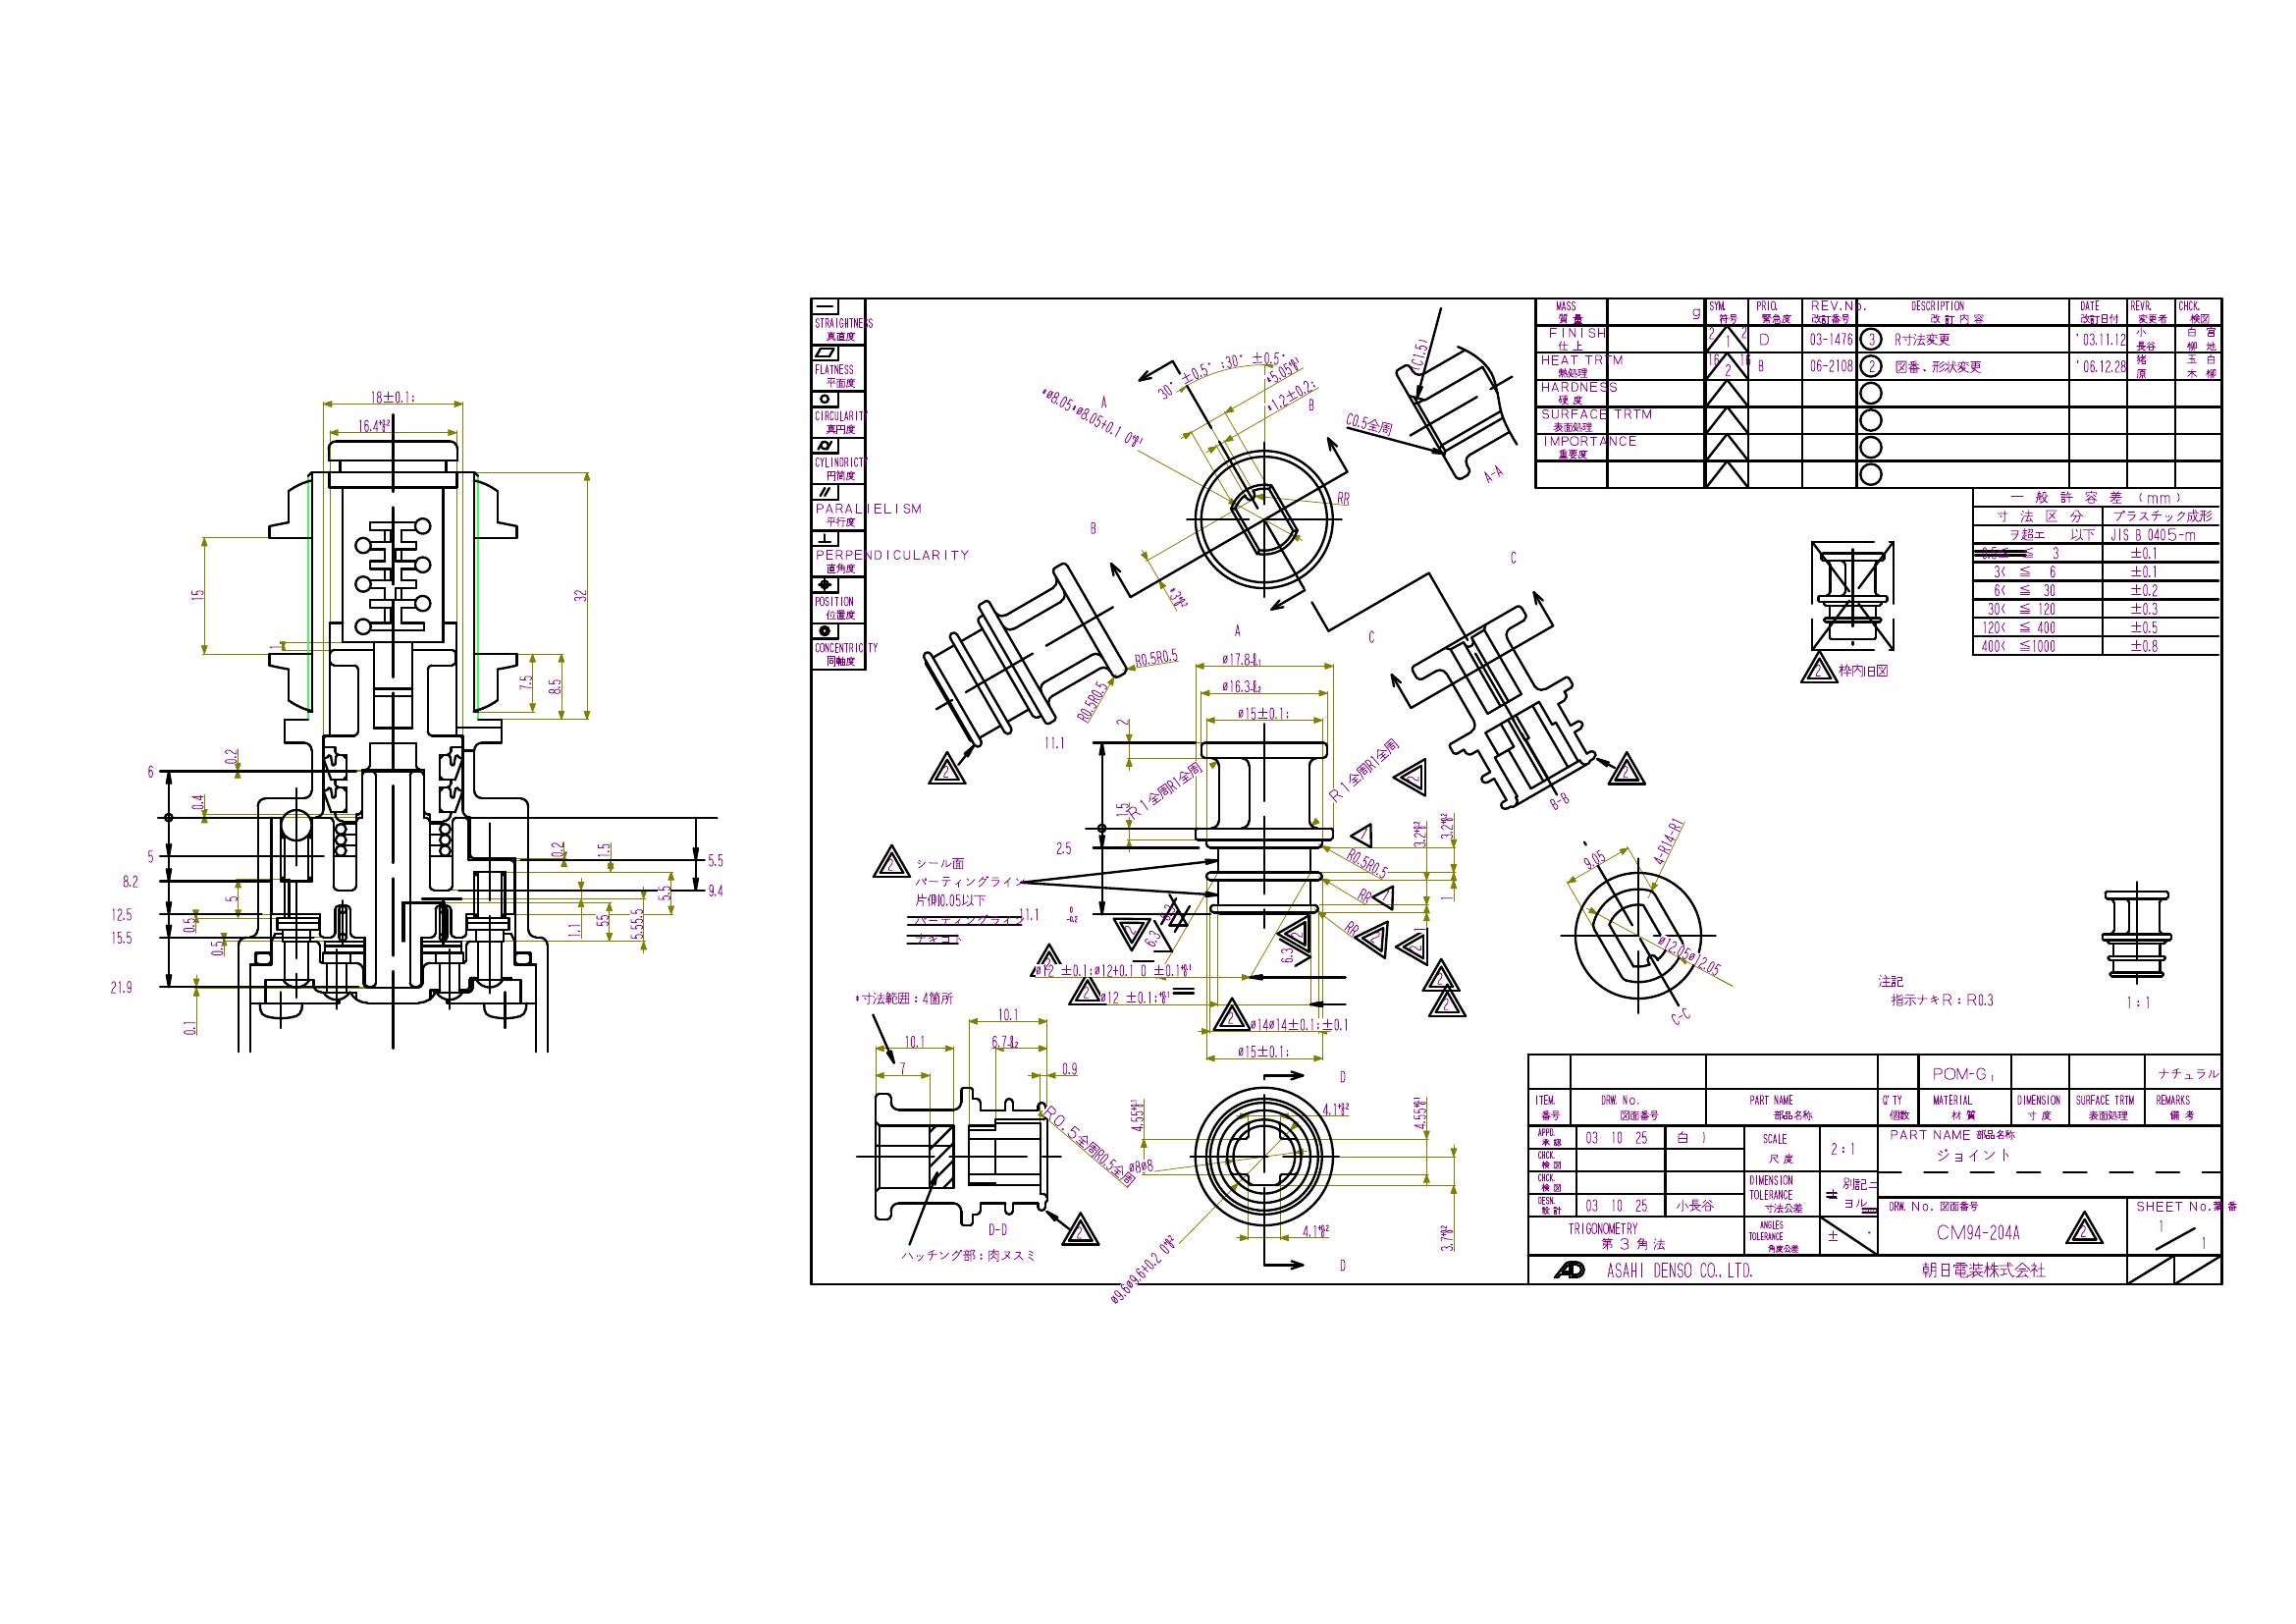 18±0.1:
16.4
15
32
1
7.5
8.5
0.2
6
0.4
5
8.2
5
12.5
0.5
15.5
0.5
21.9
0.1
0.2
1.5
5.5
9.4
5.5
1.1
55
5.55.5
STRAIGHTNESS
真直度
FLATNESS
平面度
CIRCULARITY
真円度
CYLINDRICTY
円筒度
PARALIELISM
平行度
PERPENDICULARITY
直角度
POSITION
位置度
CONCENTRICITY
同軸度
30°±0.5°:30°±0.5°
*5.05
*1.2±0.2:
*ø8.05*ø8.05+0.1 0
A
B
RR
B
*3
A
C
C
(C1.5)
C0.5全周
A-A
R0.5R0.5
R0.5R0.5
2
B-B
2
ø17.8
ø16.3
ø15±0.1:
2
11.1
R1全周R1全周
R1全周R1全周
2
1.5
2.5
3.2
3.2
R0.5R0.5
RR
1
RR
2
シール面
パーティングライン
片側0.05以下
パーティングライン
ナキコト
11.1
0
-0.2
6.3
6.3
ø12 ±0.1:ø12+0.1 0 ±0.1
ø12 ±0.1:
ø14ø14±0.1:±0.1
ø15±0.1:
*寸法範囲:4箇所
10.1
10.1
6.7
7
0.9
R0.5全周R0.5全周
D-D
2
ハッチング部:肉ヌスミ
D
D
4.55
4.1
4.55
ø8ø8
4.1
3.7
ø9.6ø9.6+0.2 0
9.05
4-R14-R1
ø12.05ø12.05
C-C
注記
指示ナキR:R0.3
1:1
2 枠内旧図
MASS
質量
g
FINISH
仕上
HEAT TRTM
熱処理
HARDNESS
硬度
SURFACE TRTM
表面処理
IMPORTANCE
重要度
SYM. PRIO. REV.No. DESCRIPTION DATE REVR. CHCK.
符号 緊急度 改訂番号 改訂内容 改訂日付 変更者 検図
2 1 2 D 03-1476 3 R寸法変更 '03.11.12 小長谷 白柳 宮地
16 2 16 B 06-2108 2 図番、形状変更 '06.12.28 猪原 玉木 白柳
一般許容差 (mm)
寸法区分 プラスチック成形
ヲ超エ 以下 JIS B 0405-m
0.5≦ ≦ 3 ±0.1
3< ≦ 6 ±0.1
6< ≦ 30 ±0.2
30< ≦ 120 ±0.3
120< ≦ 400 ±0.5
400< ≦1000 ±0.8
POM-G ナチュラル
ITEM. DRW. No. PART NAME Q'TY MATERIAL DIMENSION SURFACE TRTM REMARKS
番号 図面番号 部品名称 個数 材質 寸度 表面処理 備考
APPD. 承認 03 10 25 白
CHCK. 検図
CHCK. 検図
DESN. 設計 03 10 25 小長谷
SCALE
尺度
2:1
DIMENSION
TOLERANCE
寸法公差
± 別記ニ
ヨル
PART NAME 部品名称
ジョイント
TRIGONOMETRY
第3角法
ANGLES
TOLERANCE
角度公差
±
DRW. No. 図面番号
CM94-204A
2
SHEET No.葉番
1
1
ASAHI DENSO CO., LTD. 朝日電装株式会社